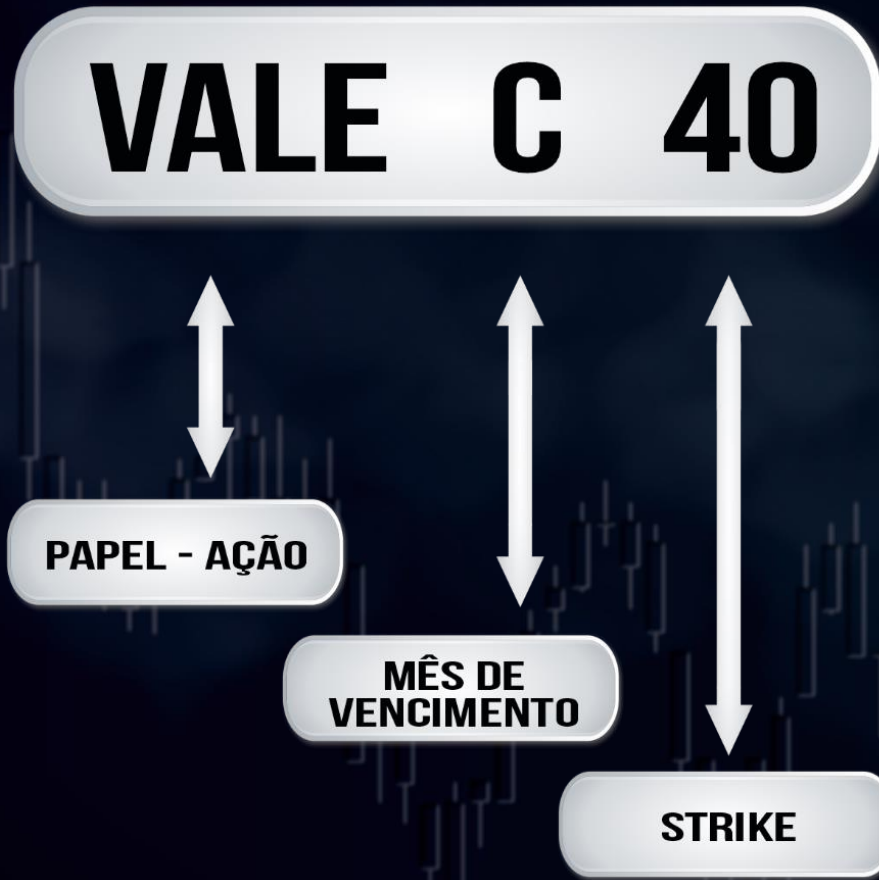 VALE C 40
PAPEL - AÇÃO
MÊS DE
VENCIMENTO
STRIKE